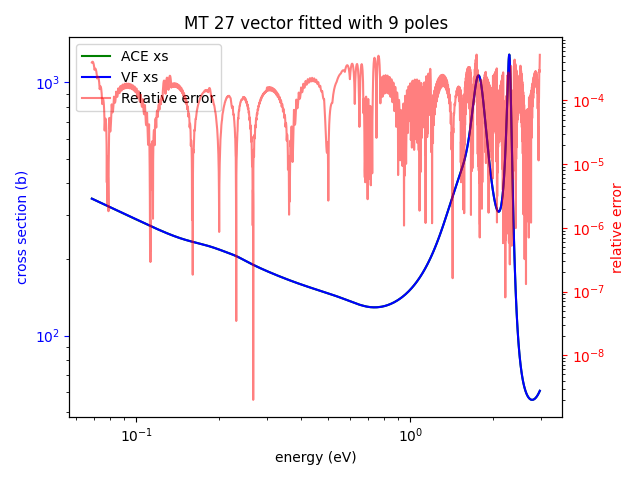 MT 27 vector fitted with 9 poles
ACE xs
VF xs
Relative error
cross section (b)
10³
10²
relative error
10⁻⁴
10⁻⁵
10⁻⁶
10⁻⁷
10⁻⁸
10⁻¹
10⁰
energy (eV)